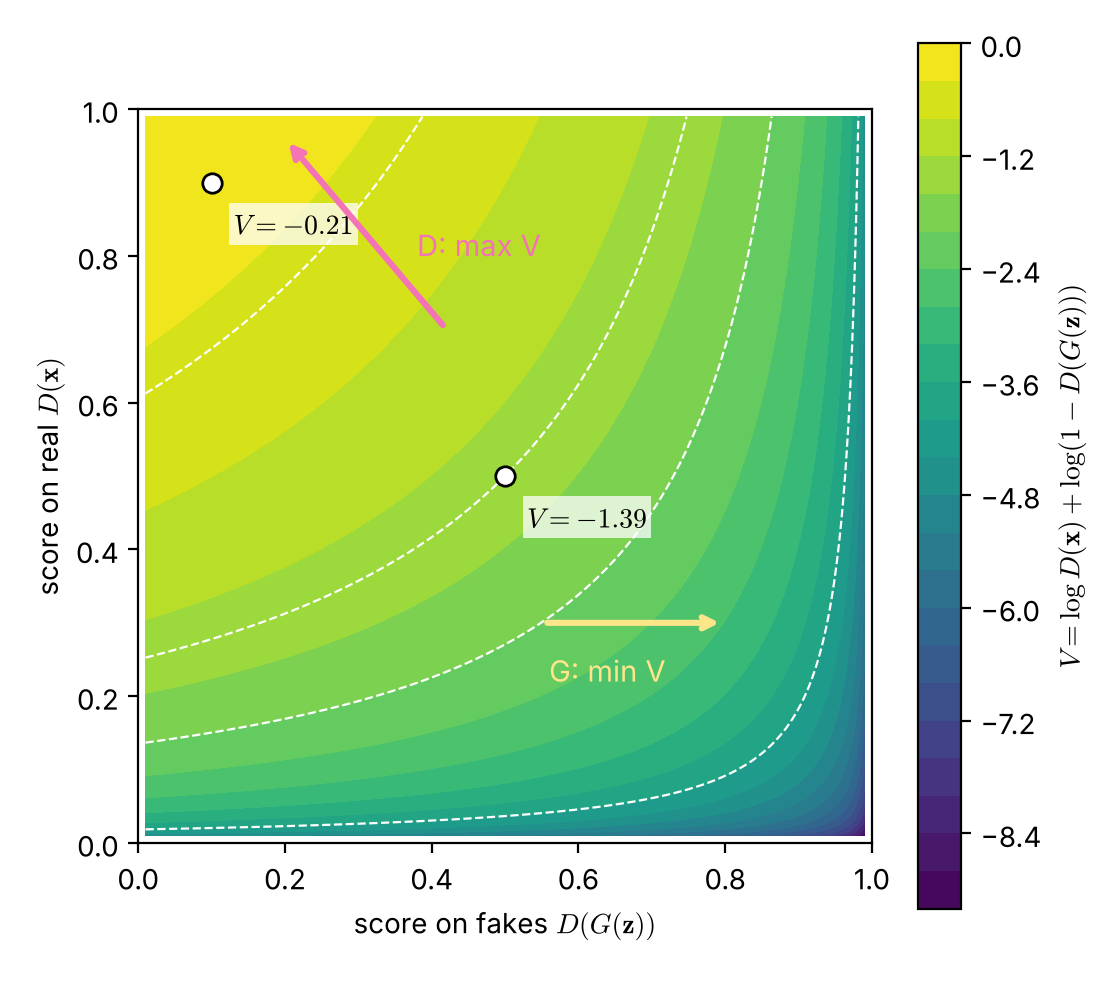 1.0
0.8
0.6
0.4
0.2
0.0
score on real D(𝐱)
V = −0.21
D: max V
V = −1.39
G: min V
0.0 0.2 0.4 0.6 0.8 1.0
score on fakes D(G(𝐳))
0.0
−1.2
−2.4
−3.6
−4.8
−6.0
−7.2
−8.4
V = log D(𝐱) + log(1 − D(G(𝐳)))